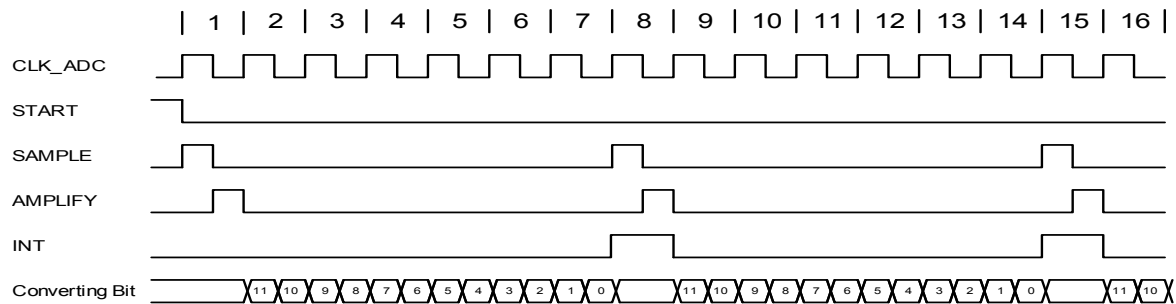 | 1 | 2 | 3 | 4 | 5 | 6 | 7 | 8 | 9 | 10 | 11 | 12 | 13 | 14 | 15 | 16 |
CLK_ADC
START
SAMPLE
AMPLIFY
INT
Converting Bit 11 10 9 8 7 6 5 4 3 2 1 0 11 10 9 8 7 6 5 4 3 2 1 0 11 10